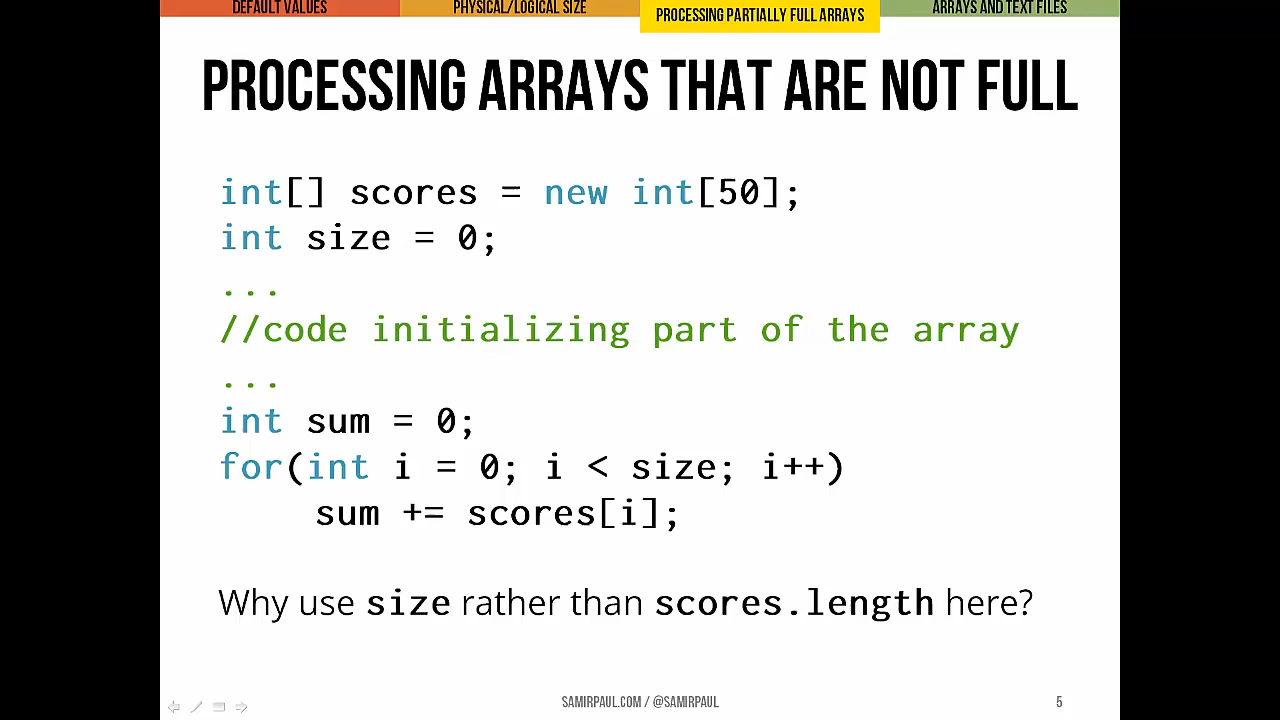 DEFAULT VALUES
PHYSICAL/LOGICAL SIZE
PROCESSING PARTIALLY FULL ARRAYS
ARRAYS AND TEXT FILES
PROCESSING ARRAYS THAT ARE NOT FULL
int[] scores = new int[50];
int size = 0;
...
//code initializing part of the array
...
int sum = 0;
for(int i = 0; i < size; i++)
sum += scores[i];
Why use size rather than scores.length here?
SAMIRPAUL.COM / @SAMIRPAUL
5